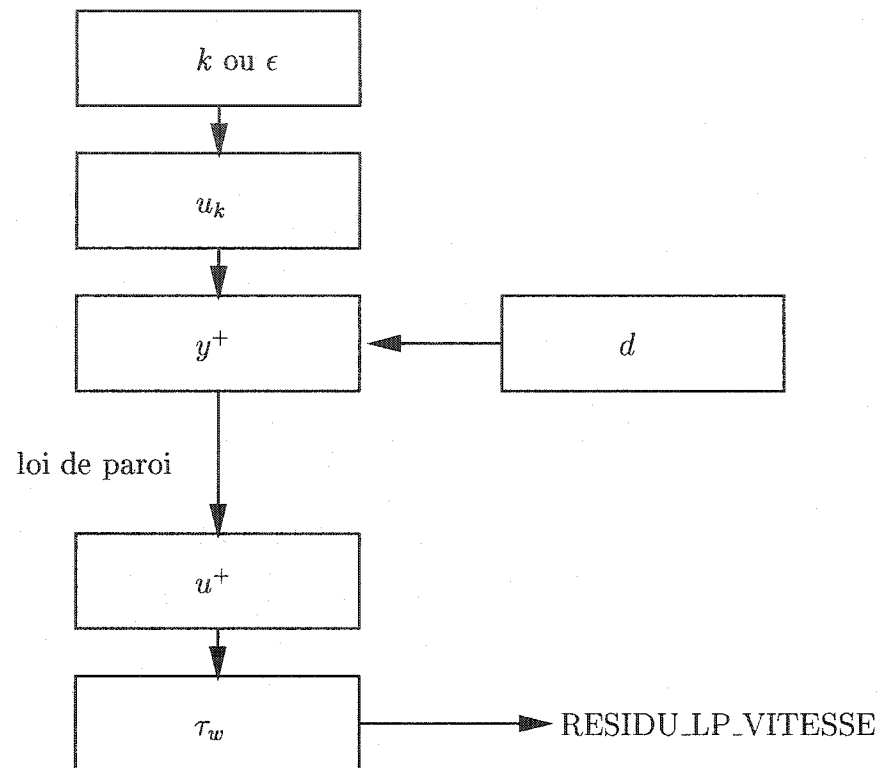 k ou ϵ
u_k
y^+
d
loi de paroi
u^+
τ_w
RESIDU_LP_VITESSE